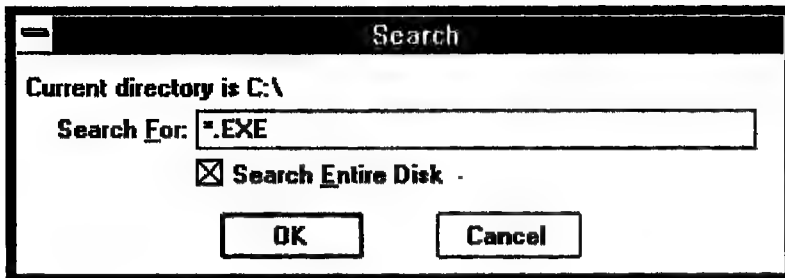 Search
Current directory is C:\
Search For: *.EXE
Search Entire Disk
OK Cancel